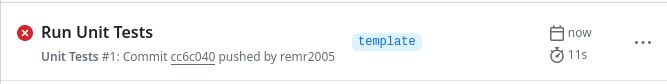 Run Unit Tests
Unit Tests #1: Commit cc6c040 pushed by remr2005
template
now
11s